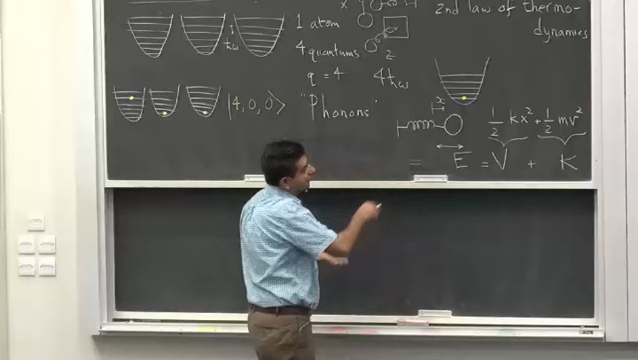 2nd law of thermo-
dynamics
1 atom
ħω
4 quantums
q = 4
4ħω
|4, 0, 0⟩
"Phonons"
x
1/2 kx² + 1/2 mv²
= E = V + K